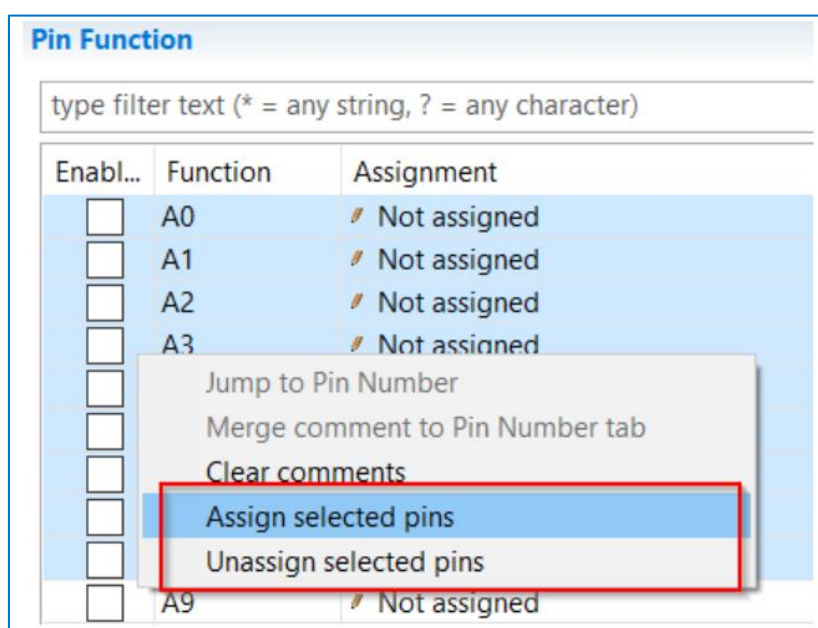 Pin Function
type filter text (* = any string, ? = any character)
Enabl... Function Assignment
A0 Not assigned
A1 Not assigned
A2 Not assigned
A3 Not assigned
Jump to Pin Number
Merge comment to Pin Number tab
Clear comments
Assign selected pins
Unassign selected pins
A9 Not assigned